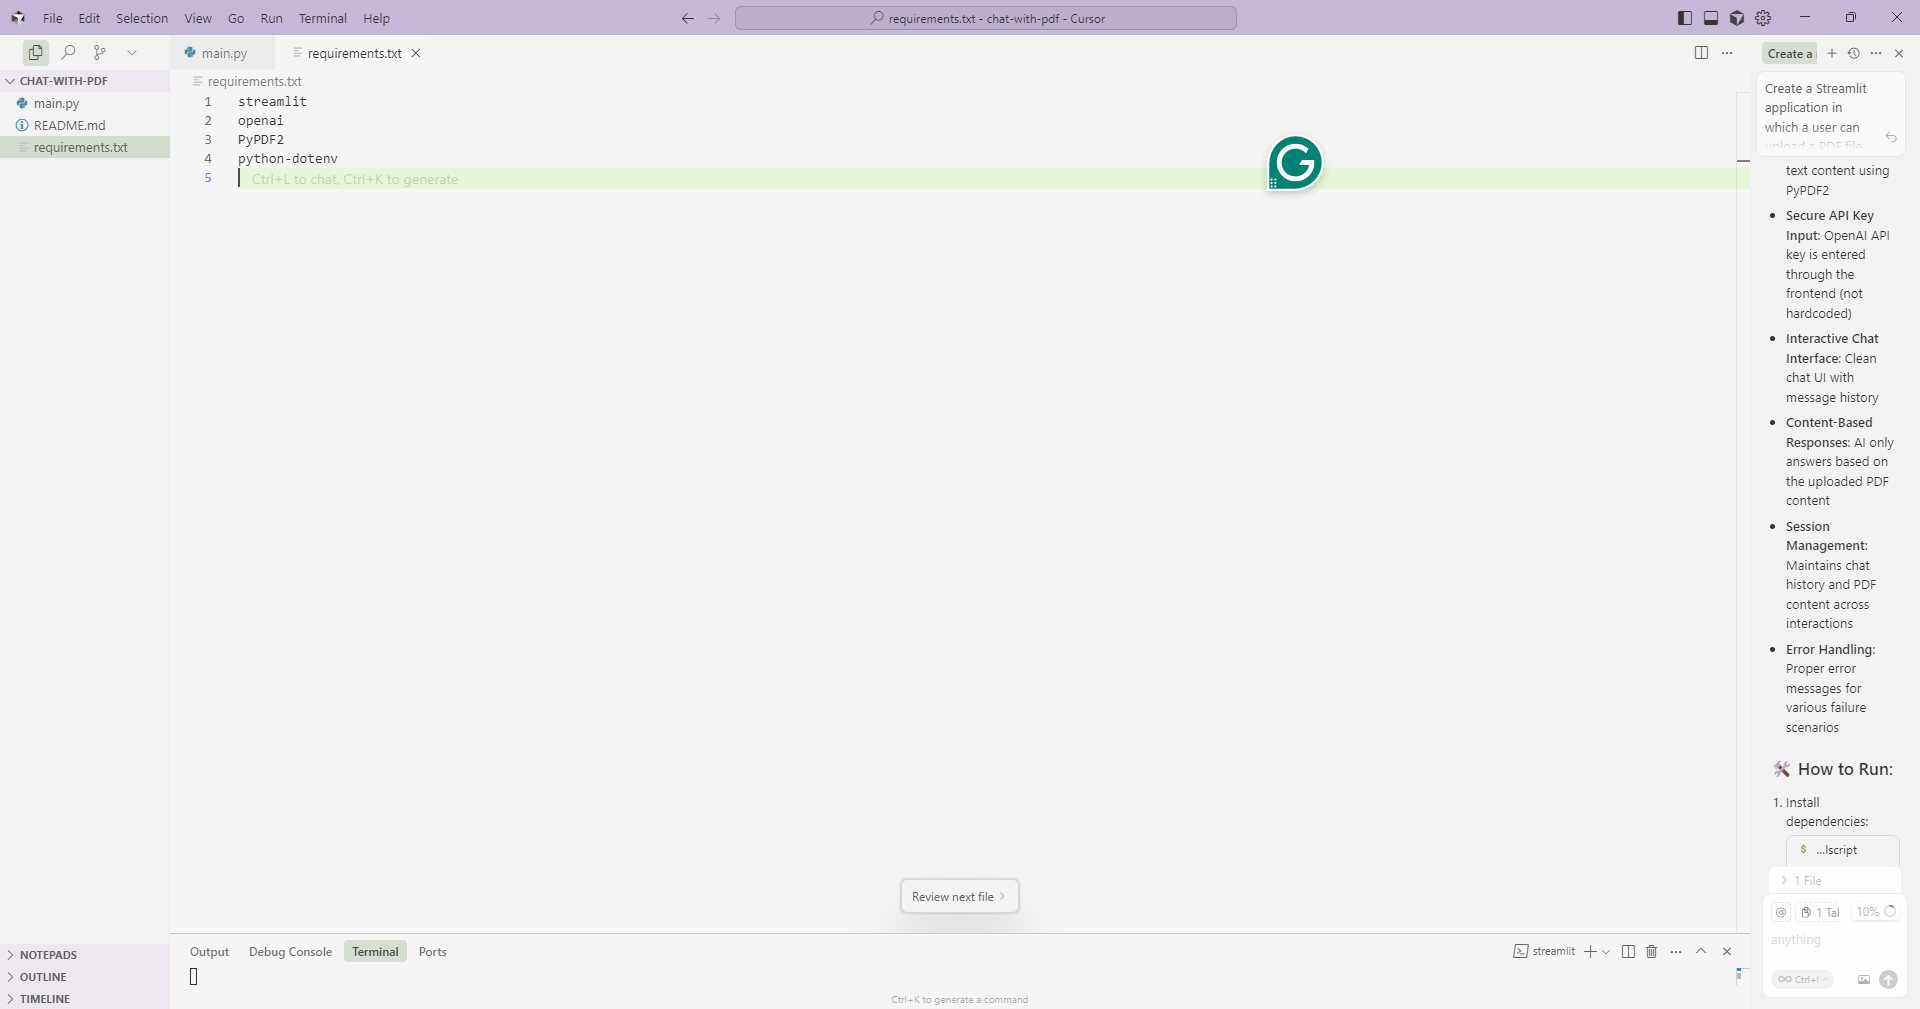 File Edit Selection View Go Run Terminal Help
requirements.txt - chat-with-pdf - Cursor
main.py
requirements.txt
Create a
CHAT-WITH-PDF
main.py
README.md
requirements.txt
requirements.txt
1 streamlit
2 openai
3 PyPDF2
4 python-dotenv
5 Ctrl+L to chat, Ctrl+K to generate
G
Review next file
Create a Streamlit
application in
which a user can
upload a PDF file
text content using
PyPDF2
• Secure API Key
Input: OpenAI API
key is entered
through the
frontend (not
hardcoded)
• Interactive Chat
Interface: Clean
chat UI with
message history
• Content-Based
Responses: AI only
answers based on
the uploaded PDF
content
• Session
Management:
Maintains chat
history and PDF
content across
interactions
• Error Handling:
Proper error
messages for
various failure
scenarios
🛠 How to Run:
1. Install
dependencies:
$ ...lscript
1 File
@ 1 Tal 10%
anything
∞ Ctrl+I
NOTEPADS
OUTLINE
TIMELINE
Output Debug Console Terminal Ports
streamlit
Ctrl+K to generate a command